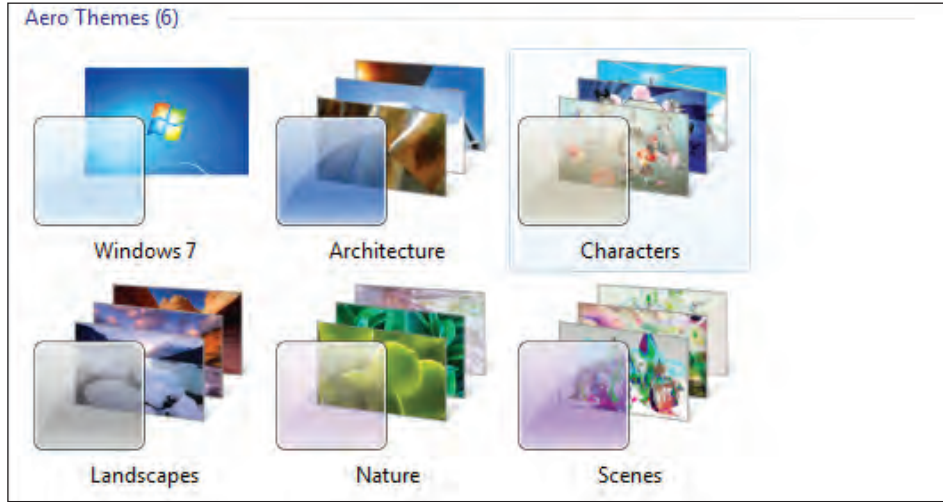 Aero Themes (6)
Windows 7
Architecture
Characters
Landscapes
Nature
Scenes